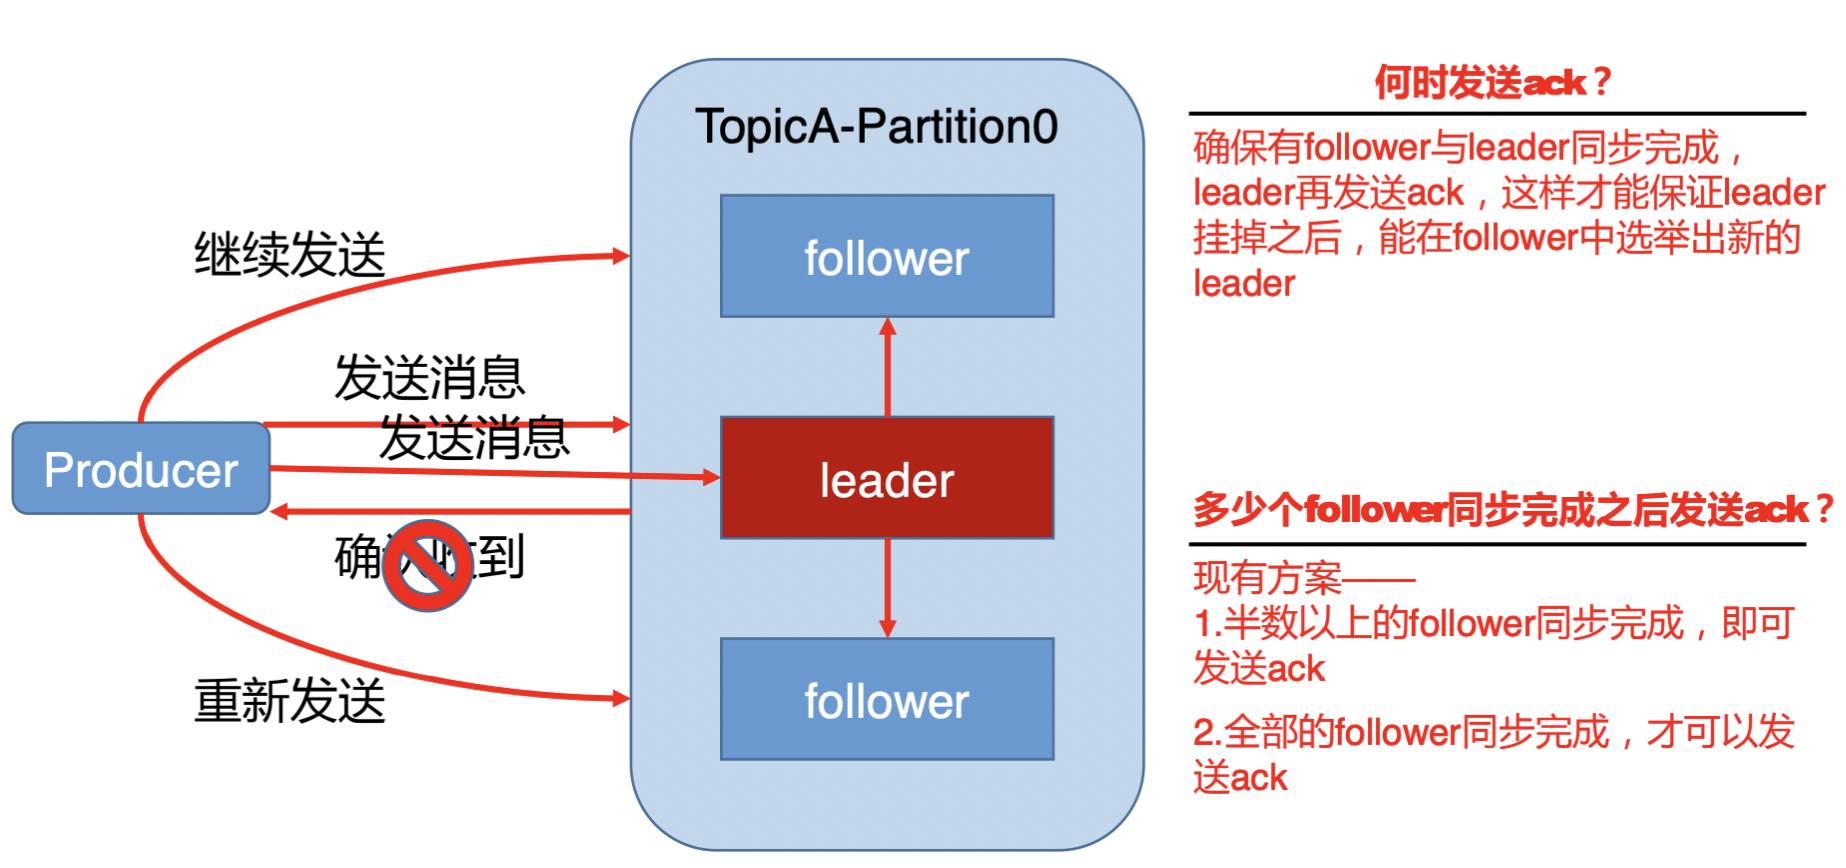 TopicA-Partition0
follower
leader
follower
Producer
继续发送
发送消息
发送消息
确认收到
重新发送
何时发送ack？
确保有follower与leader同步完成，
leader再发送ack，这样才能保证leader
挂掉之后，能在follower中选举出新的
leader
多少个follower同步完成之后发送ack？
现有方案——
1.半数以上的follower同步完成，即可
发送ack
2.全部的follower同步完成，才可以发
送ack